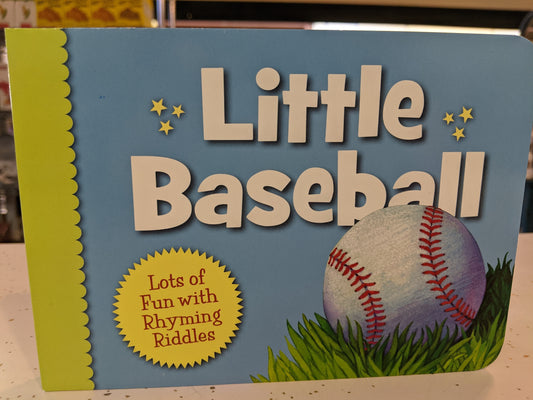 Little
Baseball
Lots of
Fun with
Rhyming
Riddles